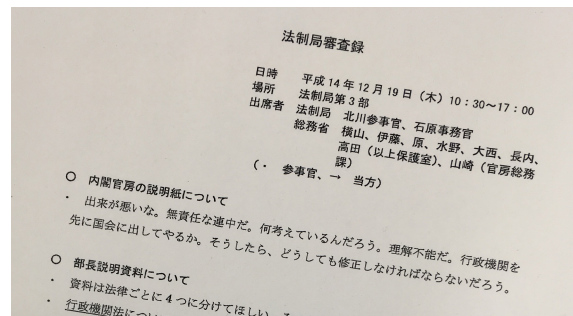 法制局審査録
日時 平成14年12月19日（木）10：30～17：00
場所 法制局第3部
出席者 法制局 北川参事官、石原事務官
総務省 横山、伊藤、原、水野、大西、長内、
高田（以上保護室）、山崎（官房総務
課）
（・ 参事官、→ 当方）
○ 内閣官房の説明紙について
・ 出来が悪いな。無責任な連中だ。何考えているんだろう。理解不能だ。行政機関を
先に国会に出してやるか。そうしたら、どうしても修正しなければならないだろう。
○ 部長説明資料について
・ 資料は法律ごとに4つに分けてほしい。
・ 行政機関法につい